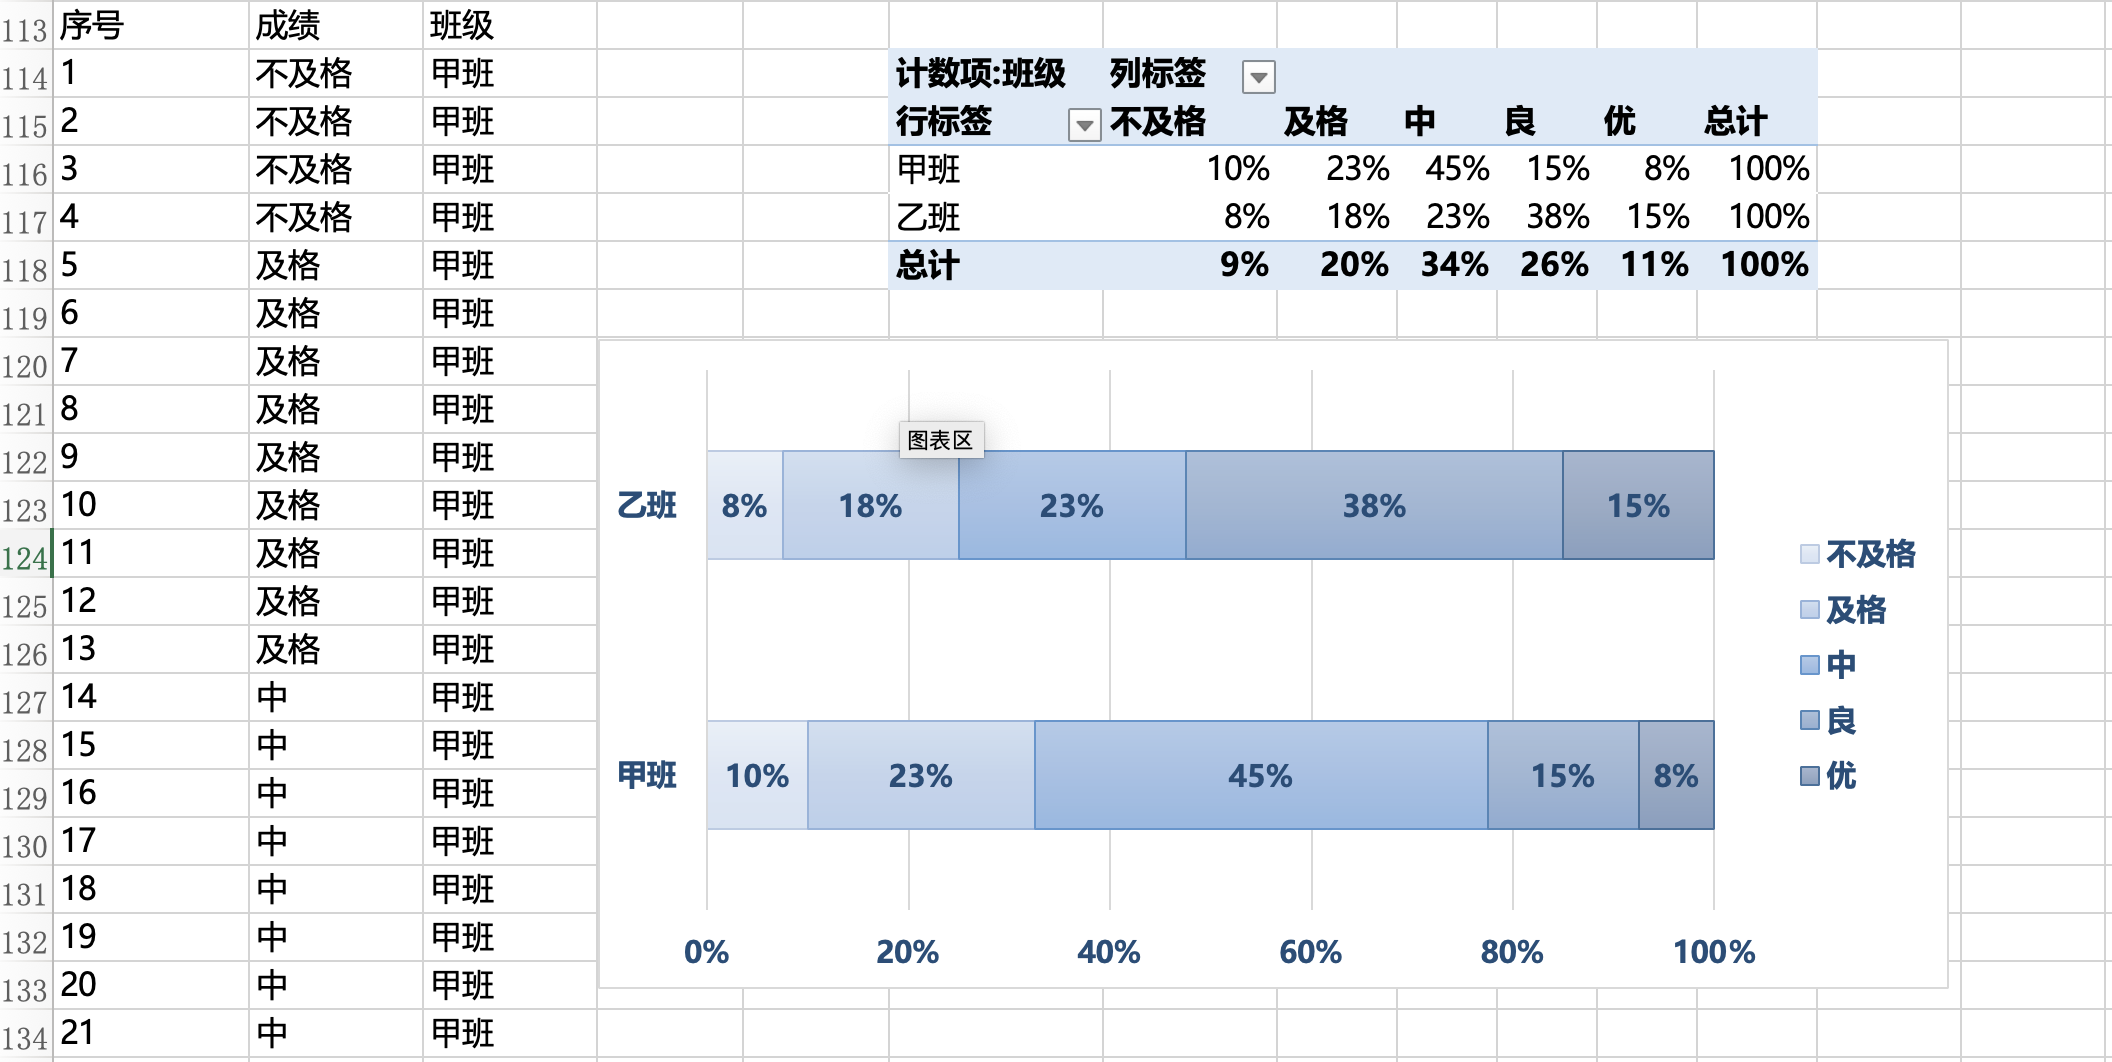 113 序号 成绩 班级
114 1 不及格 甲班 计数项:班级 列标签
115 2 不及格 甲班 行标签 不及格 及格 中 良 优 总计
116 3 不及格 甲班 甲班 10% 23% 45% 15% 8% 100%
117 4 不及格 甲班 乙班 8% 18% 23% 38% 15% 100%
118 5 及格 甲班 总计 9% 20% 34% 26% 11% 100%
119 6 及格 甲班
120 7 及格 甲班
121 8 及格 甲班
122 9 及格 甲班
123 10 及格 甲班
124 11 及格 甲班
125 12 及格 甲班
126 13 及格 甲班
127 14 中 甲班
128 15 中 甲班
129 16 中 甲班
130 17 中 甲班
131 18 中 甲班
132 19 中 甲班
133 20 中 甲班
134 21 中 甲班
图表区
乙班 8% 18% 23% 38% 15%
甲班 10% 23% 45% 15% 8%
0% 20% 40% 60% 80% 100%
不及格
及格
中
良
优